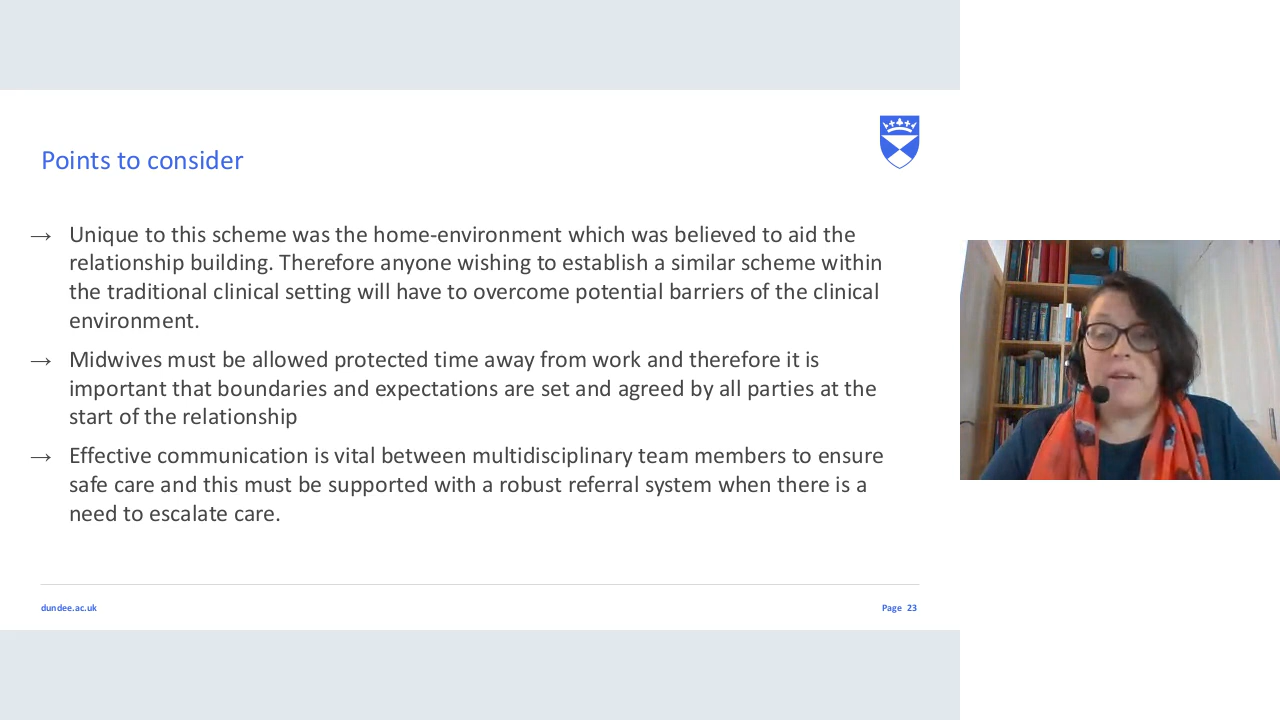 Points to consider
→ Unique to this scheme was the home-environment which was believed to aid the
relationship building. Therefore anyone wishing to establish a similar scheme within
the traditional clinical setting will have to overcome potential barriers of the clinical
environment.
→ Midwives must be allowed protected time away from work and therefore it is
important that boundaries and expectations are set and agreed by all parties at the
start of the relationship
→ Effective communication is vital between multidisciplinary team members to ensure
safe care and this must be supported with a robust referral system when there is a
need to escalate care.
dundee.ac.uk
Page 23